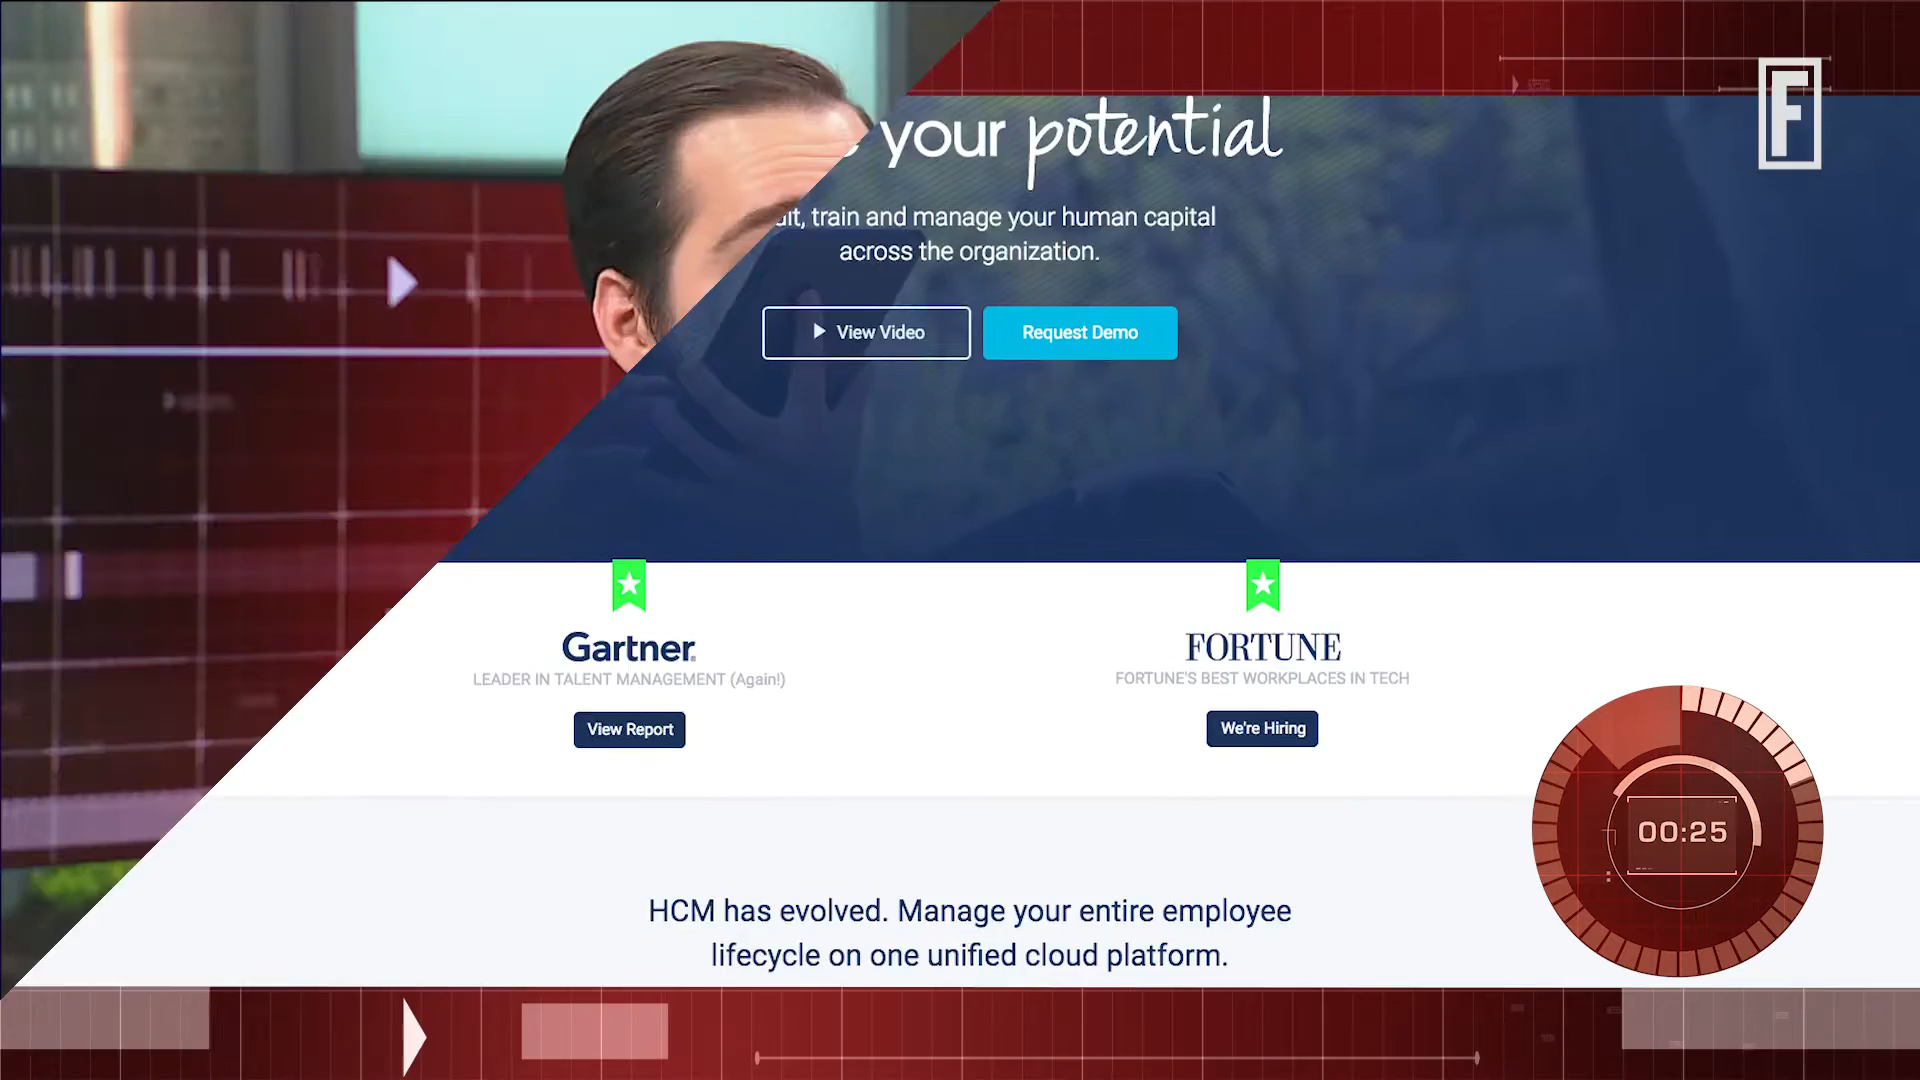 F
your potential
train and manage your human capital
across the organization.
View Video
Request Demo
Gartner
LEADER IN TALENT MANAGEMENT (Again!)
View Report
FORTUNE
FORTUNE'S BEST WORKPLACES IN TECH
We're Hiring
00:25
HCM has evolved. Manage your entire employee
lifecycle on one unified cloud platform.